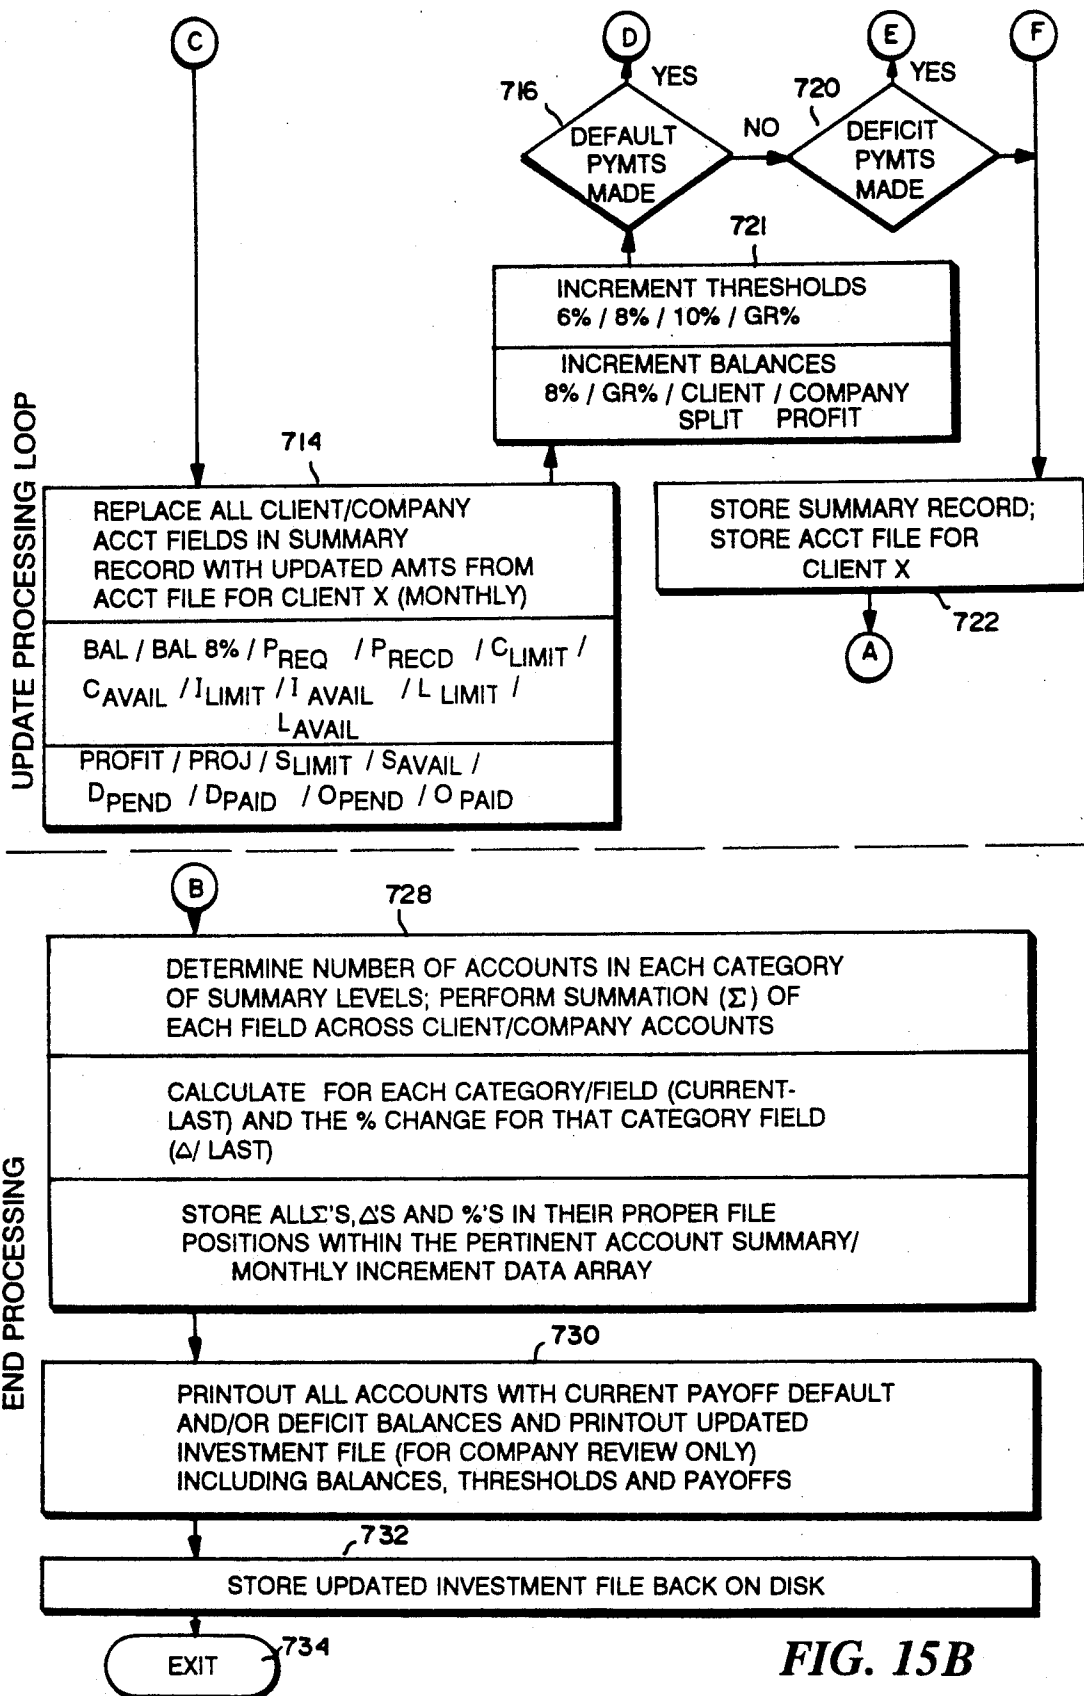 C
D
E
F
YES
YES
716
720
DEFAULT
PYMTS
MADE
NO
DEFICIT
PYMTS
MADE
721
INCREMENT THRESHOLDS
6% / 8% / 10% / GR%
INCREMENT BALANCES
8% / GR% / CLIENT / COMPANY
SPLIT PROFIT
UPDATE PROCESSING LOOP
714
REPLACE ALL CLIENT/COMPANY
ACCT FIELDS IN SUMMARY
RECORD WITH UPDATED AMTS FROM
ACCT FILE FOR CLIENT X (MONTHLY)
BAL / BAL 8% / PREQ / PRECD / CLIMIT /
CAVAIL / ILIMIT / I AVAIL / L LIMIT /
LAVAIL
PROFIT / PROJ / SLIMIT / SAVAIL /
DPEND / DPAID / OPEND / O PAID
STORE SUMMARY RECORD;
STORE ACCT FILE FOR
CLIENT X
722
A
END PROCESSING
B
728
DETERMINE NUMBER OF ACCOUNTS IN EACH CATEGORY
OF SUMMARY LEVELS; PERFORM SUMMATION (Σ) OF
EACH FIELD ACROSS CLIENT/COMPANY ACCOUNTS
CALCULATE FOR EACH CATEGORY/FIELD (CURRENT-
LAST) AND THE % CHANGE FOR THAT CATEGORY FIELD
(Δ/ LAST)
STORE ALLΣ'S, Δ'S AND %'S IN THEIR PROPER FILE
POSITIONS WITHIN THE PERTINENT ACCOUNT SUMMARY/
MONTHLY INCREMENT DATA ARRAY
730
PRINTOUT ALL ACCOUNTS WITH CURRENT PAYOFF DEFAULT
AND/OR DEFICIT BALANCES AND PRINTOUT UPDATED
INVESTMENT FILE (FOR COMPANY REVIEW ONLY)
INCLUDING BALANCES, THRESHOLDS AND PAYOFFS
732
STORE UPDATED INVESTMENT FILE BACK ON DISK
EXIT
734
FIG. 15B